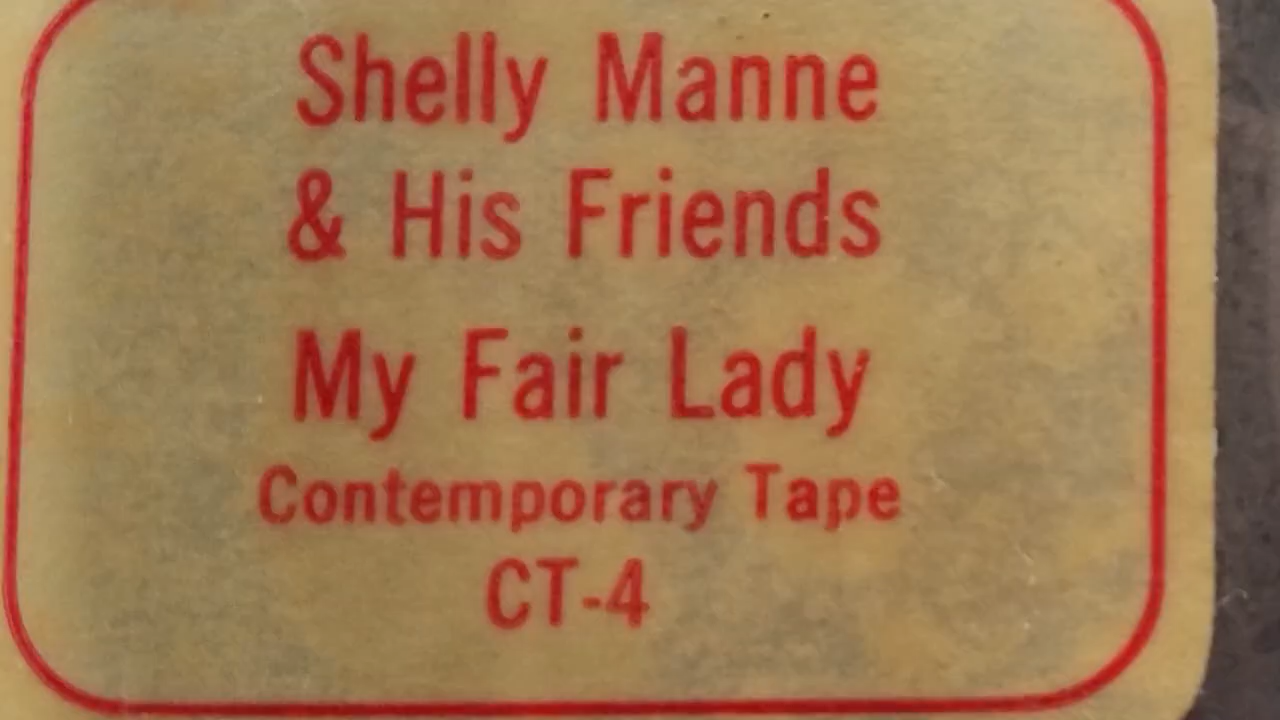 Shelly Manne
& His Friends
My Fair Lady
Contemporary Tape
CT-4